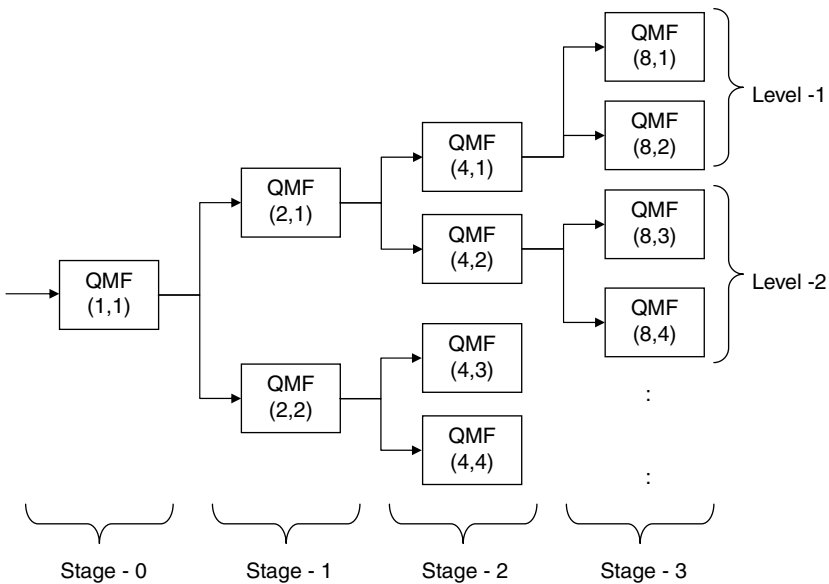 QMF
(8,1)
Level -1
QMF
(8,2)
QMF
(4,1)
QMF
(2,1)
QMF
(4,2)
QMF
(8,3)
Level -2
QMF
(8,4)
QMF
(1,1)
QMF
(4,3)
QMF
(2,2)
:
QMF
(4,4)
:
Stage - 0
Stage - 1
Stage - 2
Stage - 3